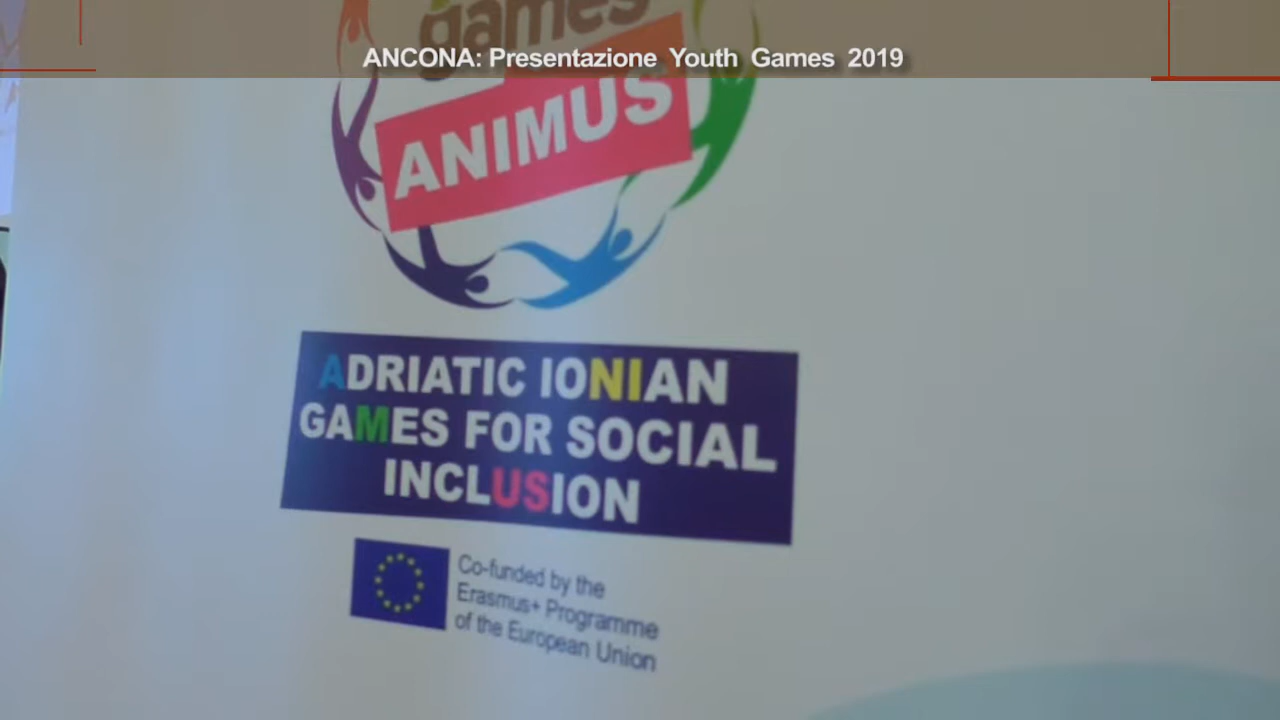 games
ANCONA: Presentazione Youth Games 2019
ANIMUS
ADRIATIC IONIAN
GAMES FOR SOCIAL
INCLUSION
Co-funded by the
Erasmus+ Programme
of the European Union